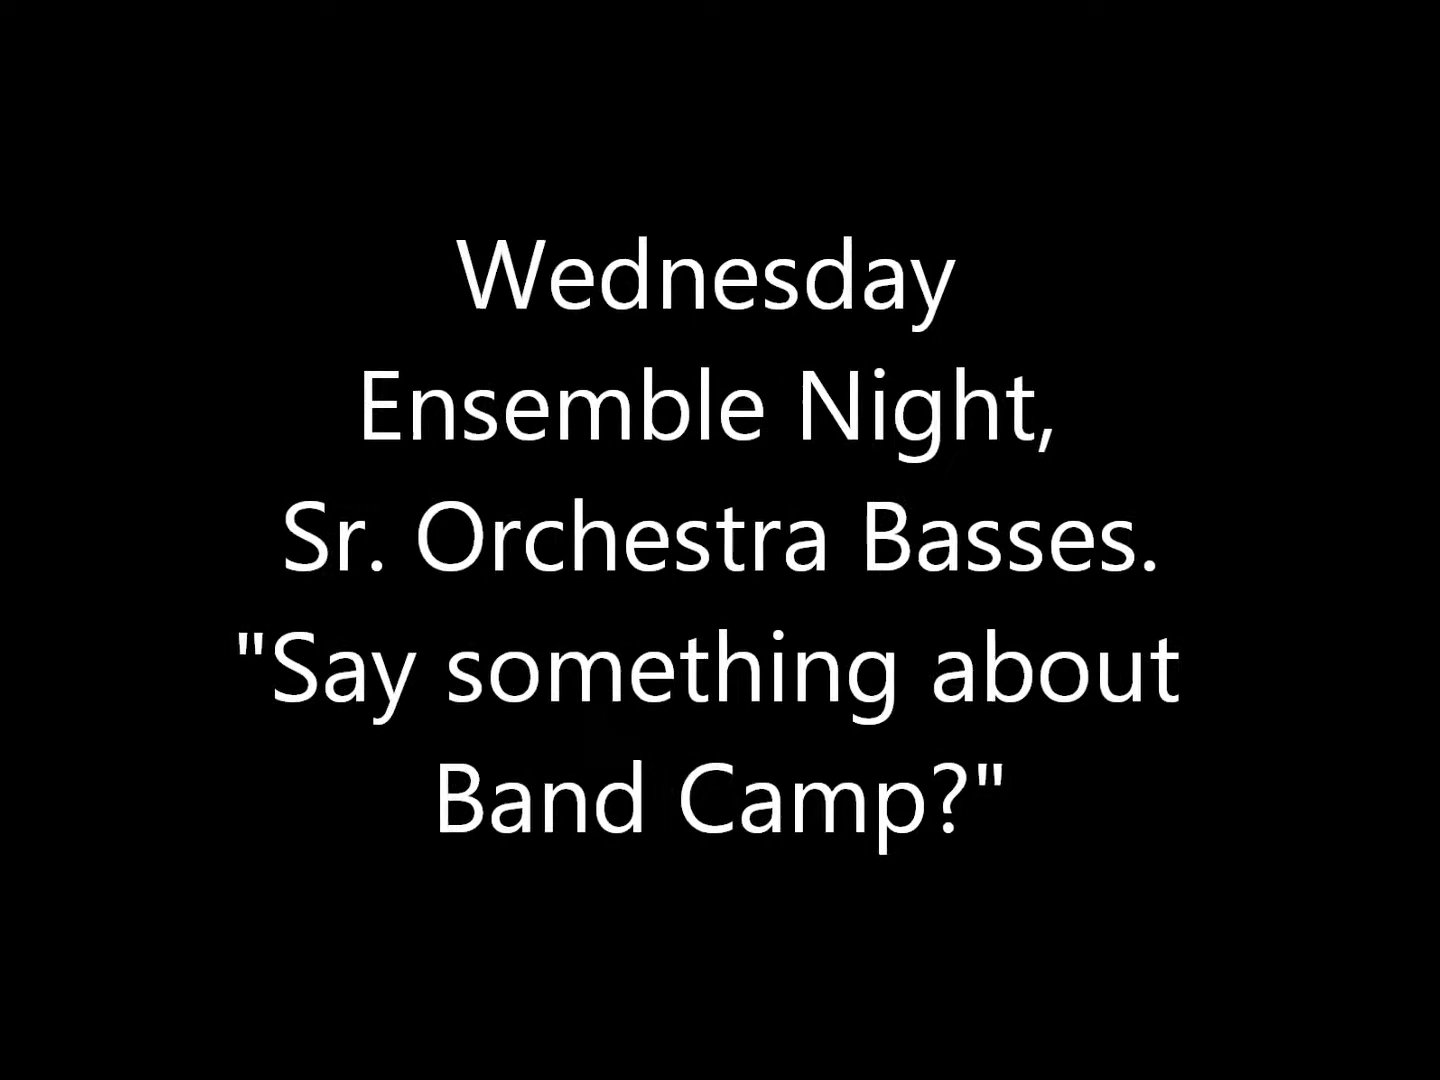 Wednesday
Ensemble Night,
Sr. Orchestra Basses.
"Say something about
Band Camp?"